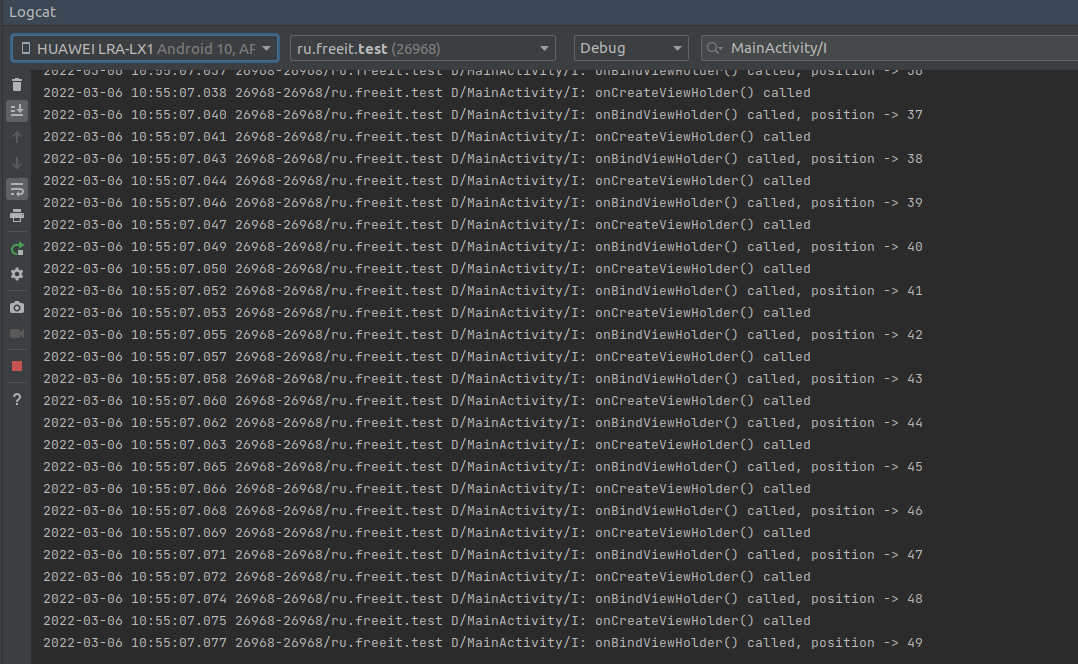 Logcat
HUAWEI LRA-LX1 Android 10, AP
ru.freeit.test (26968)
Debug
MainActivity/I
2022-03-06 10:55:07.037 26968-26968/ru.freeit.test D/MainActivity/I: onBindViewHolder() called, position -> 36
2022-03-06 10:55:07.038 26968-26968/ru.freeit.test D/MainActivity/I: onCreateViewHolder() called
2022-03-06 10:55:07.040 26968-26968/ru.freeit.test D/MainActivity/I: onBindViewHolder() called, position -> 37
2022-03-06 10:55:07.041 26968-26968/ru.freeit.test D/MainActivity/I: onCreateViewHolder() called
2022-03-06 10:55:07.043 26968-26968/ru.freeit.test D/MainActivity/I: onBindViewHolder() called, position -> 38
2022-03-06 10:55:07.044 26968-26968/ru.freeit.test D/MainActivity/I: onCreateViewHolder() called
2022-03-06 10:55:07.046 26968-26968/ru.freeit.test D/MainActivity/I: onBindViewHolder() called, position -> 39
2022-03-06 10:55:07.047 26968-26968/ru.freeit.test D/MainActivity/I: onCreateViewHolder() called
2022-03-06 10:55:07.049 26968-26968/ru.freeit.test D/MainActivity/I: onBindViewHolder() called, position -> 40
2022-03-06 10:55:07.050 26968-26968/ru.freeit.test D/MainActivity/I: onCreateViewHolder() called
2022-03-06 10:55:07.052 26968-26968/ru.freeit.test D/MainActivity/I: onBindViewHolder() called, position -> 41
2022-03-06 10:55:07.053 26968-26968/ru.freeit.test D/MainActivity/I: onCreateViewHolder() called
2022-03-06 10:55:07.055 26968-26968/ru.freeit.test D/MainActivity/I: onBindViewHolder() called, position -> 42
2022-03-06 10:55:07.057 26968-26968/ru.freeit.test D/MainActivity/I: onCreateViewHolder() called
2022-03-06 10:55:07.058 26968-26968/ru.freeit.test D/MainActivity/I: onBindViewHolder() called, position -> 43
2022-03-06 10:55:07.060 26968-26968/ru.freeit.test D/MainActivity/I: onCreateViewHolder() called
2022-03-06 10:55:07.062 26968-26968/ru.freeit.test D/MainActivity/I: onBindViewHolder() called, position -> 44
2022-03-06 10:55:07.063 26968-26968/ru.freeit.test D/MainActivity/I: onCreateViewHolder() called
2022-03-06 10:55:07.065 26968-26968/ru.freeit.test D/MainActivity/I: onBindViewHolder() called, position -> 45
2022-03-06 10:55:07.066 26968-26968/ru.freeit.test D/MainActivity/I: onCreateViewHolder() called
2022-03-06 10:55:07.068 26968-26968/ru.freeit.test D/MainActivity/I: onBindViewHolder() called, position -> 46
2022-03-06 10:55:07.069 26968-26968/ru.freeit.test D/MainActivity/I: onCreateViewHolder() called
2022-03-06 10:55:07.071 26968-26968/ru.freeit.test D/MainActivity/I: onBindViewHolder() called, position -> 47
2022-03-06 10:55:07.072 26968-26968/ru.freeit.test D/MainActivity/I: onCreateViewHolder() called
2022-03-06 10:55:07.074 26968-26968/ru.freeit.test D/MainActivity/I: onBindViewHolder() called, position -> 48
2022-03-06 10:55:07.075 26968-26968/ru.freeit.test D/MainActivity/I: onCreateViewHolder() called
2022-03-06 10:55:07.077 26968-26968/ru.freeit.test D/MainActivity/I: onBindViewHolder() called, position -> 49